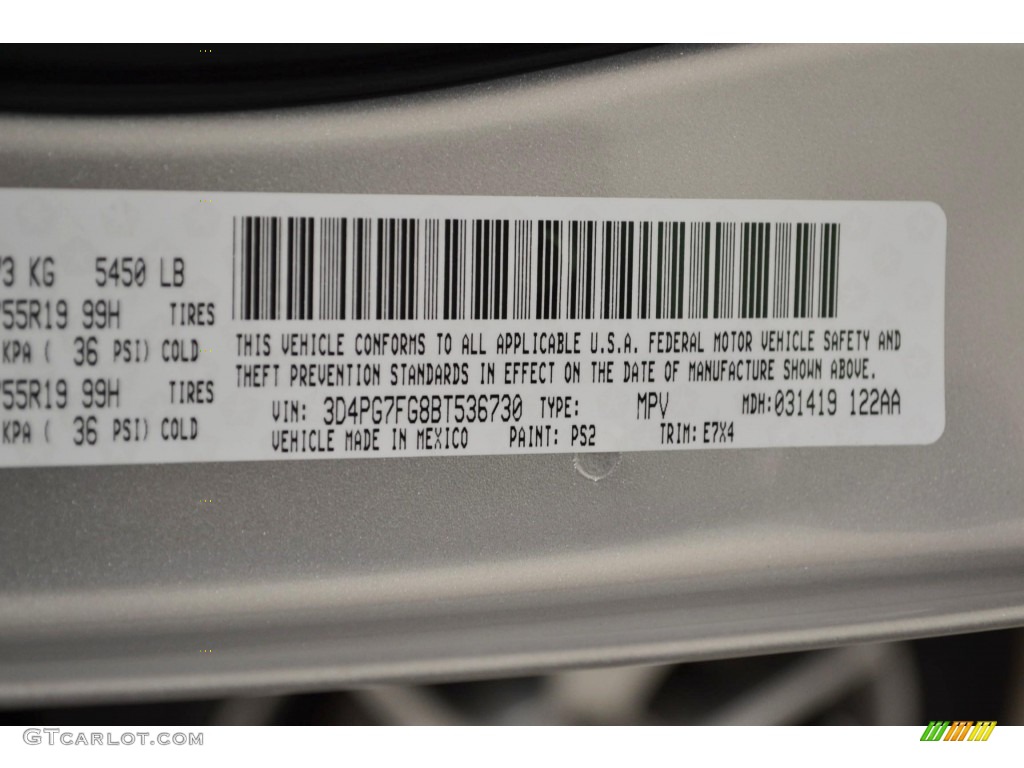 /3 KG 5450 LB
55R19 99H TIRES
KPA ( 36 PSI) COLD
55R19 99H TIRES
KPA ( 36 PSI) COLD
THIS VEHICLE CONFORMS TO ALL APPLICABLE U.S.A. FEDERAL MOTOR VEHICLE SAFETY AND
THEFT PREVENTION STANDARDS IN EFFECT ON THE DATE OF MANUFACTURE SHOWN ABOVE.
VIN: 3D4PG7FG8BT536730 TYPE: MPV MDH:031419 122AA
VEHICLE MADE IN MEXICO PAINT: PS2 TRIM: E7X4
GTCARLOT.COM